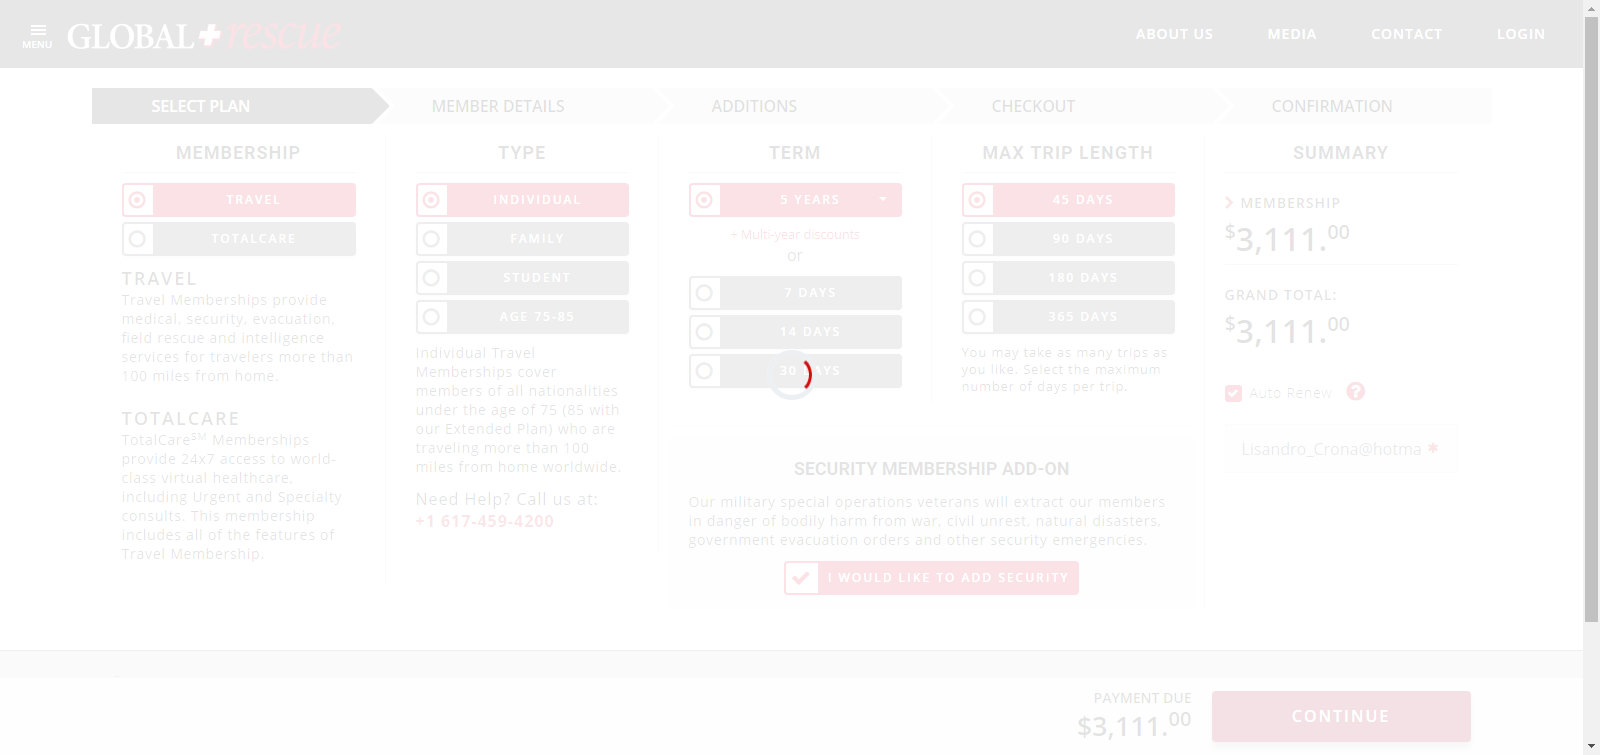 MENU
GLOBAL rescue
ABOUT US
MEDIA
CONTACT
LOGIN
SELECT PLAN
MEMBER DETAILS
ADDITIONS
CHECKOUT
CONFIRMATION
MEMBERSHIP
TRAVEL
TOTALCARE
TRAVEL
Travel Memberships provide
medical, security, evacuation,
field rescue and intelligence
services for travelers more than
100 miles from home.
TOTALCARE
TotalCareSM Memberships
provide 24x7 access to world-
class virtual healthcare,
including Urgent and Specialty
consults. This membership
includes all of the features of
Travel Membership.
TYPE
INDIVIDUAL
FAMILY
STUDENT
AGE 75-85
Individual Travel
Memberships cover
members of all nationalities
under the age of 75 (85 with
our Extended Plan) who are
traveling more than 100
miles from home worldwide.
Need Help? Call us at:
+1 617-459-4200
TERM
5 YEARS
+ Multi-year discounts
or
7 DAYS
14 DAYS
30 DAYS
MAX TRIP LENGTH
45 DAYS
90 DAYS
180 DAYS
365 DAYS
You may take as many trips as
you like. Select the maximum
number of days per trip.
SECURITY MEMBERSHIP ADD-ON
Our military special operations veterans will extract our members
in danger of bodily harm from war, civil unrest, natural disasters,
government evacuation orders and other security emergencies.
I WOULD LIKE TO ADD SECURITY
SUMMARY
MEMBERSHIP
$3,111.00
GRAND TOTAL:
$3,111.00
Auto Renew ?
Lisandro_Crona@hotma *
PAYMENT DUE
$3,111.00
CONTINUE